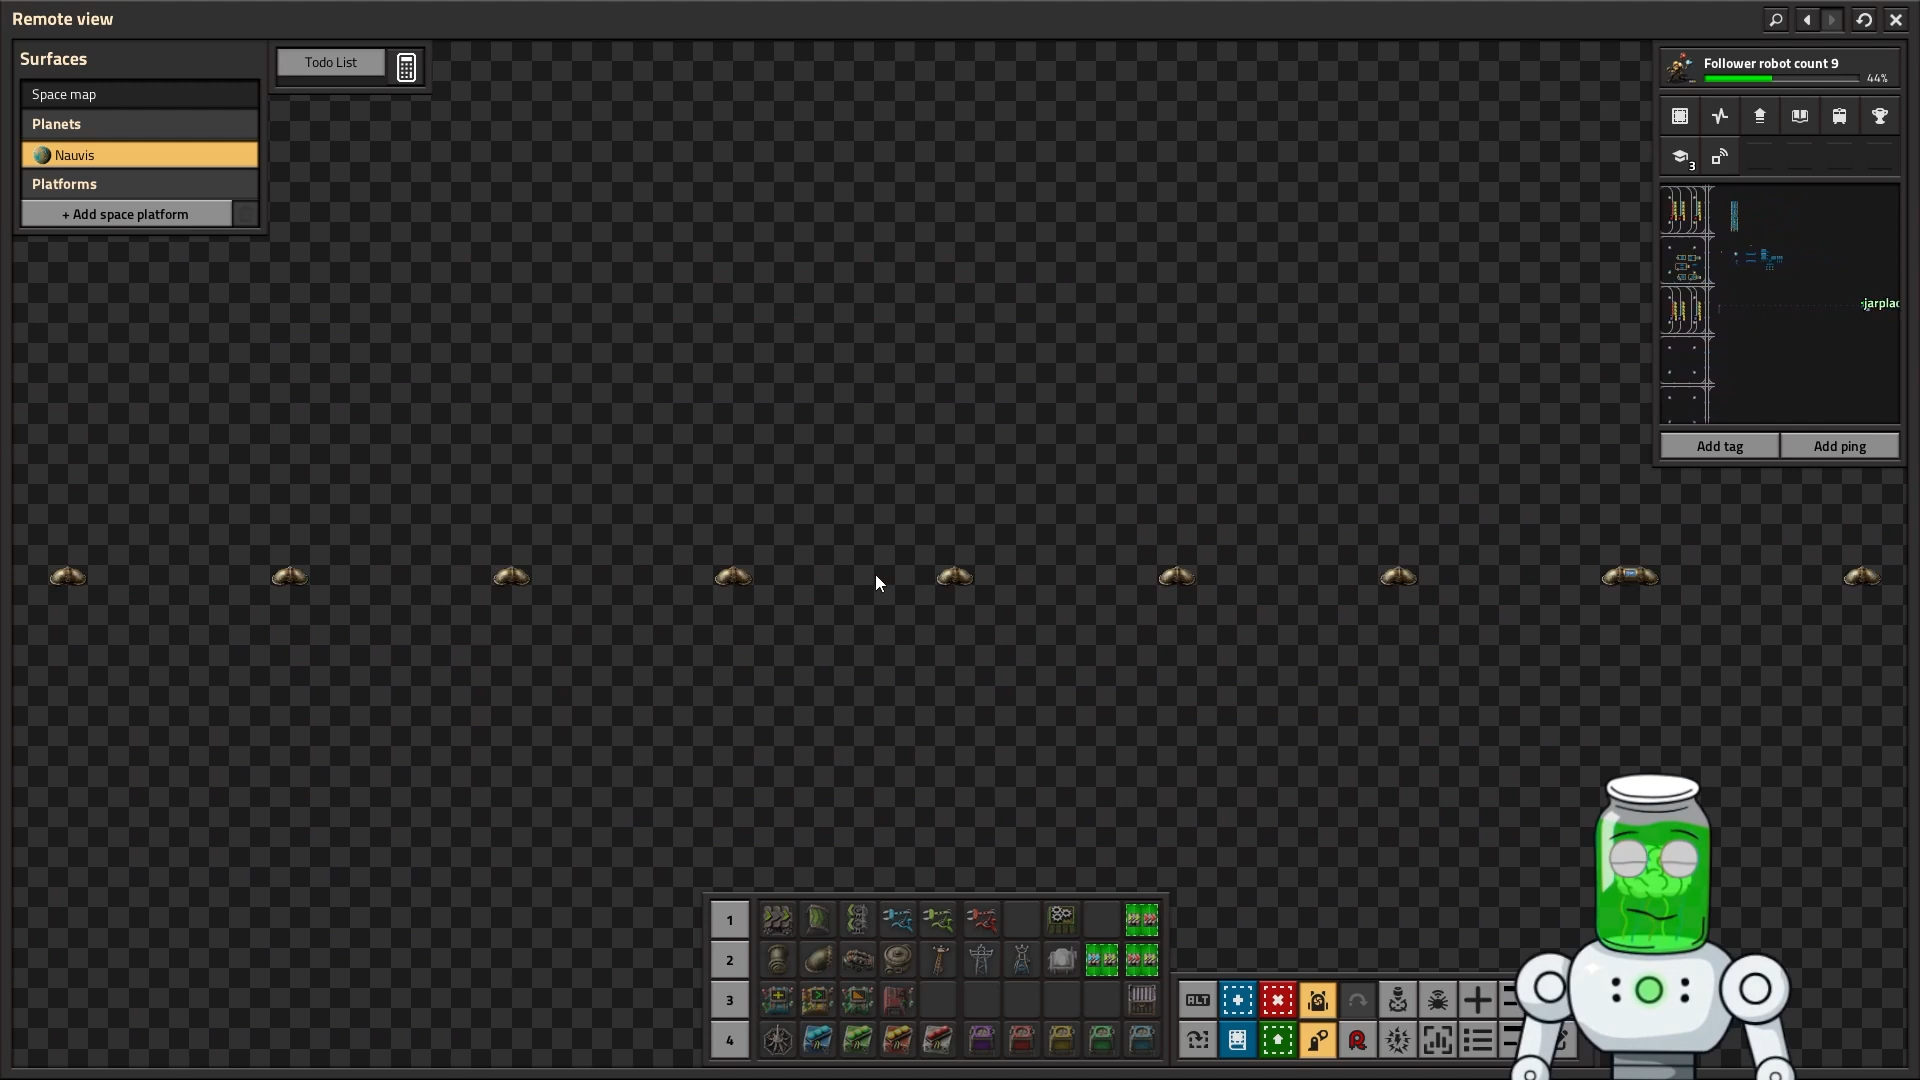 Remote view
Surfaces
Space map
Planets
Nauvis
Platforms
+ Add space platform
Todo List
Follower robot count 9
44%
3
jarplac
Add tag
Add ping
1
2
3
4
ALT
R